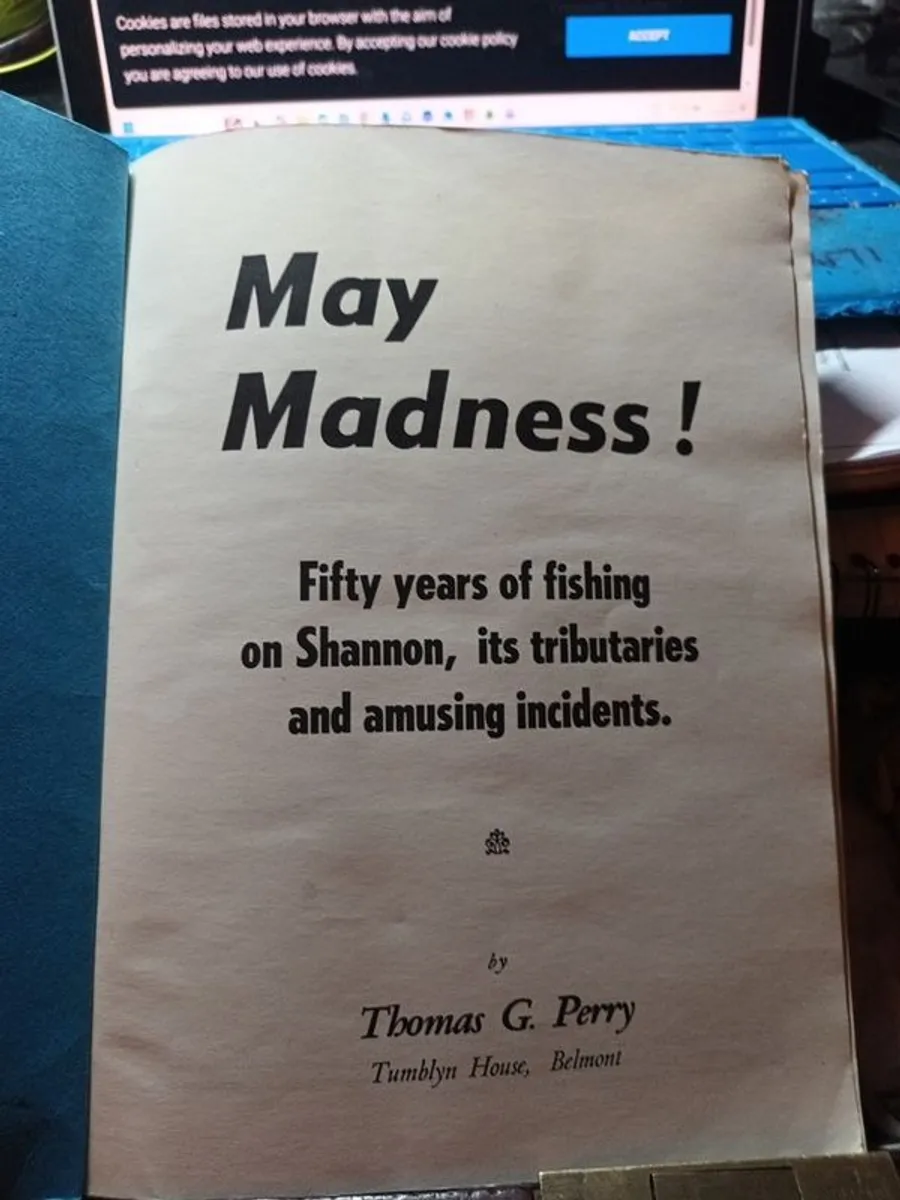 Cookies are files stored in your browser with the aim of
personalizing your web experience. By accepting our cookie policy
you are agreeing to our use of cookies.
ACCEPT
May
Madness !
Fifty years of fishing
on Shannon, its tributaries
and amusing incidents.
by
Thomas G. Perry
Tumblyn House, Belmont